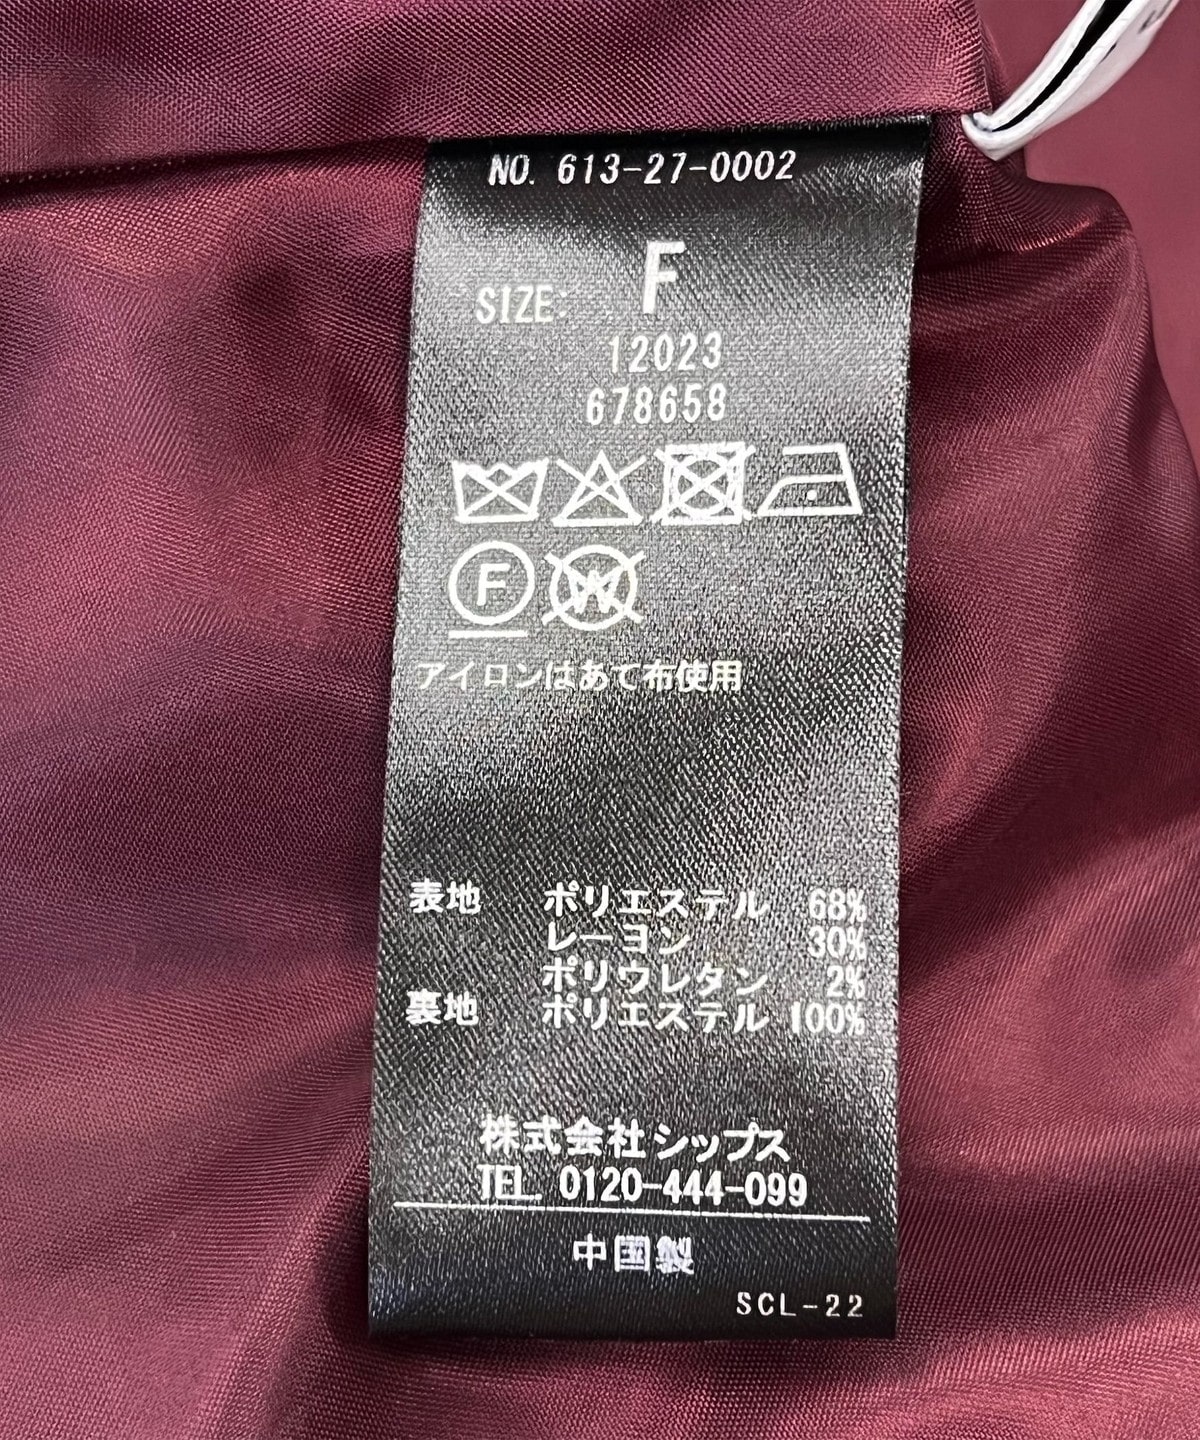 NO. 613-27-0002
SIZE: F
12023
678658
F W
アイロンはあて布使用
表地 ポリエステル 68%
レーヨン 30%
ポリウレタン 2%
裏地 ポリエステル 100%
株式会社シップス
TEL. 0120-444-099
中国製
SCL-22